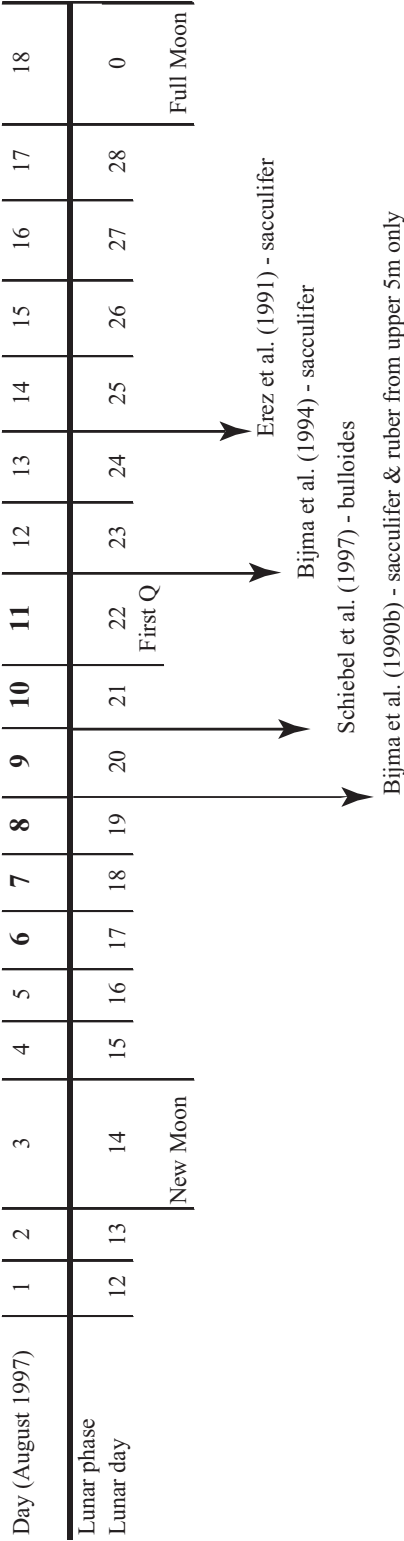 Day (August 1997) 1 2 3 4 5 6 7 8 9 10 11 12 13 14 15 16 17 18
Lunar phase
Lunar day 12 13 14 15 16 17 18 19 20 21 22 23 24 25 26 27 28 0
New Moon First Q Full Moon
Erez et al. (1991) - sacculifer
Bijma et al. (1994) - sacculifer
Schiebel et al. (1997) - bulloides
Bijma et al. (1990b) - sacculifer & ruber from upper 5m only